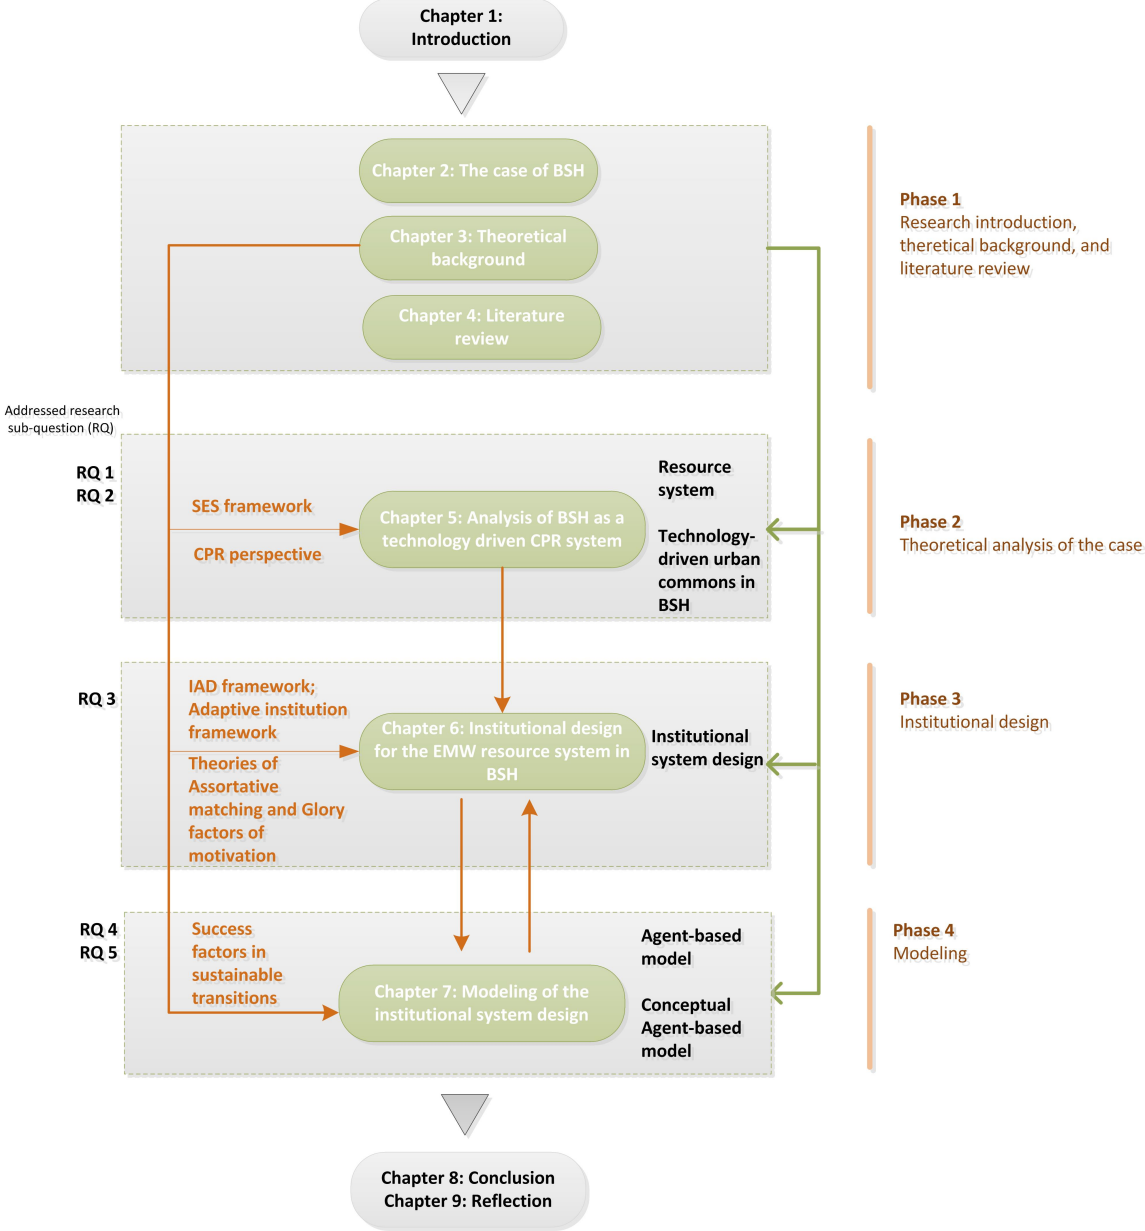 Chapter 1:
Introduction
Chapter 2: The case of BSH
Chapter 3: Theoretical
background
Chapter 4: Literature
review
Phase 1
Research introduction,
theretical background, and
literature review
Addressed research
sub-question (RQ)
RQ 1
RQ 2
SES framework
CPR perspective
Chapter 5: Analysis of BSH as a
technology driven CPR system
Resource
system
Technology-
driven urban
commons in
BSH
Phase 2
Theoretical analysis of the case
RQ 3
IAD framework;
Adaptive institution
framework
Theories of
Assortative
matching and Glory
factors of
motivation
Chapter 6: Institutional design
for the EMW resource system in
BSH
Institutional
system design
Phase 3
Institutional design
RQ 4
RQ 5
Success
factors in
sustainable
transitions
Chapter 7: Modeling of the
institutional system design
Agent-based
model
Conceptual
Agent-based
model
Phase 4
Modeling
Chapter 8: Conclusion
Chapter 9: Reflection